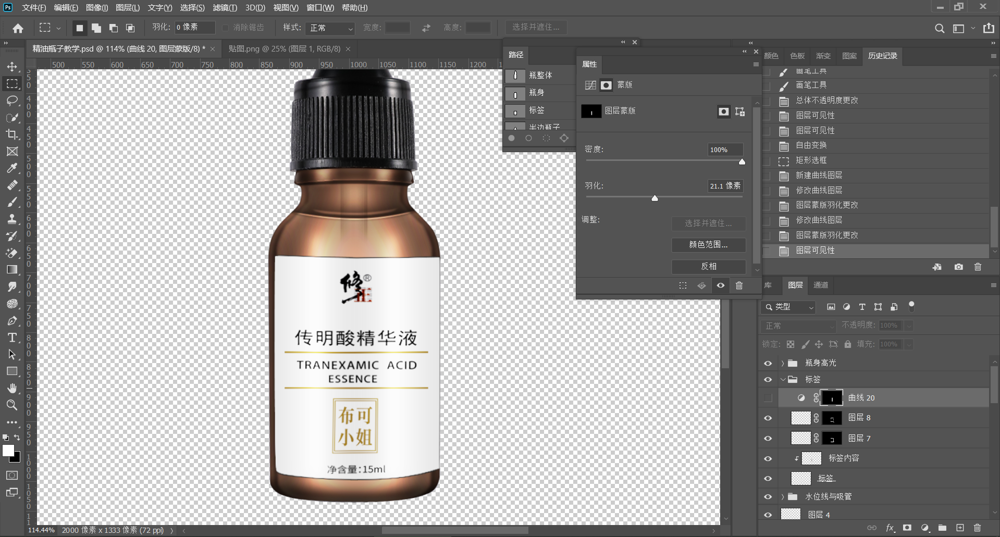 文件(F) 编辑(E) 图像(I) 图层(L) 文字(Y) 选择(S) 滤镜(T) 3D(D) 视图(V) 窗口(W) 帮助(H)
羽化: 0 像素 消除锯齿 样式: 正常 宽度: 高度: 选择并遮住...
精油瓶子教学.psd @ 114% (曲线 20, 图层蒙版/8) * ×
贴图.png @ 25% (图层 1, RGB/8) ×
500 550 600 650 700 750 800 850 900 950 1000 1050 1100 1150 1200
路径
瓶整体
瓶身
标签
半边瓶子
属性
蒙版
图层蒙版
密度: 100%
羽化: 21.1 像素
调整:
选择并遮住...
颜色范围...
反相
颜色 色板 渐变 图案 历史记录
画笔工具
画笔工具
总体不透明度更改
图层可见性
图层可见性
自由变换
矩形选框
新建曲线图层
修改曲线图层
图层蒙版羽化更改
修改曲线图层
图层蒙版羽化更改
图层可见性
库 图层 通道
类型
正常 不透明度: 100%
锁定: 填充: 100%
瓶身高光
标签
曲线 20
图层 8
图层 7
标签内容
标签
水位线与吸管
图层 4
修正®
传明酸精华液
TRANEXAMIC ACID
ESSENCE
布可
小姐
净含量:15ml
114.44% 2000 像素 x 1333 像素 (72 ppi)